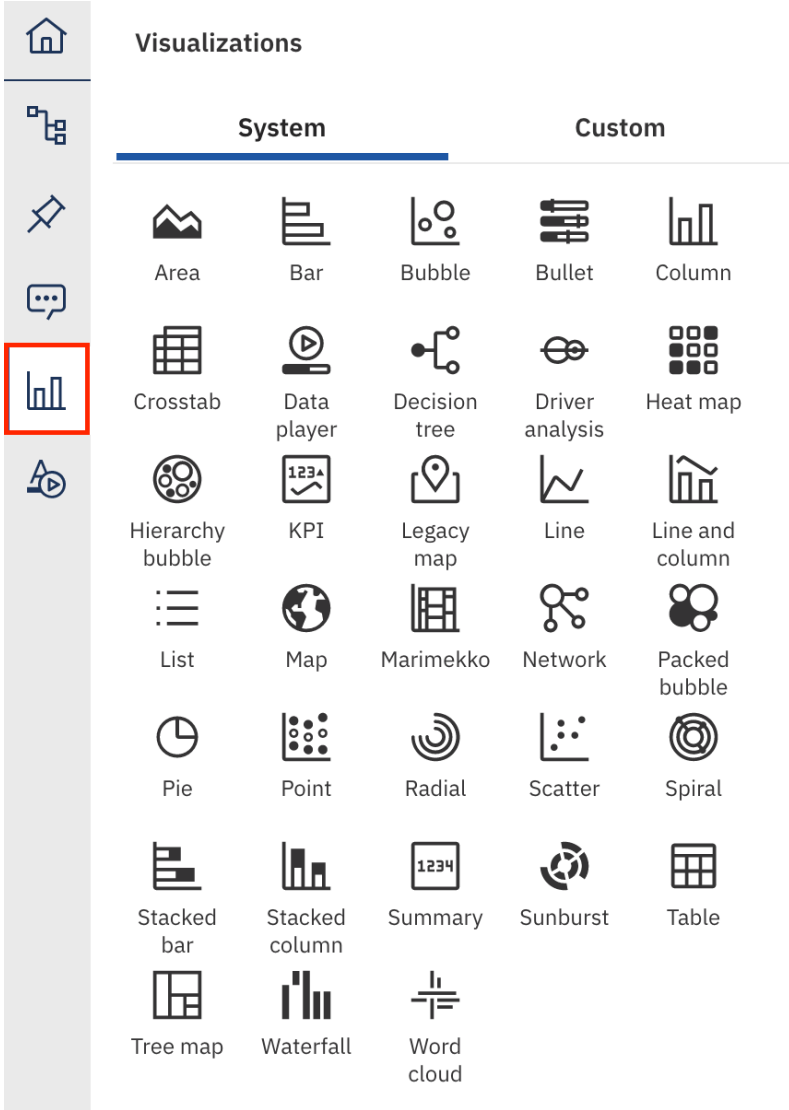 Visualizations
System Custom
Area Bar Bubble Bullet Column
Crosstab Data player Decision tree Driver analysis Heat map
123
Hierarchy bubble KPI Legacy map Line Line and column
List Map Marimekko Network Packed bubble
Pie Point Radial Scatter Spiral
1234
Stacked bar Stacked column Summary Sunburst Table
Tree map Waterfall Word cloud